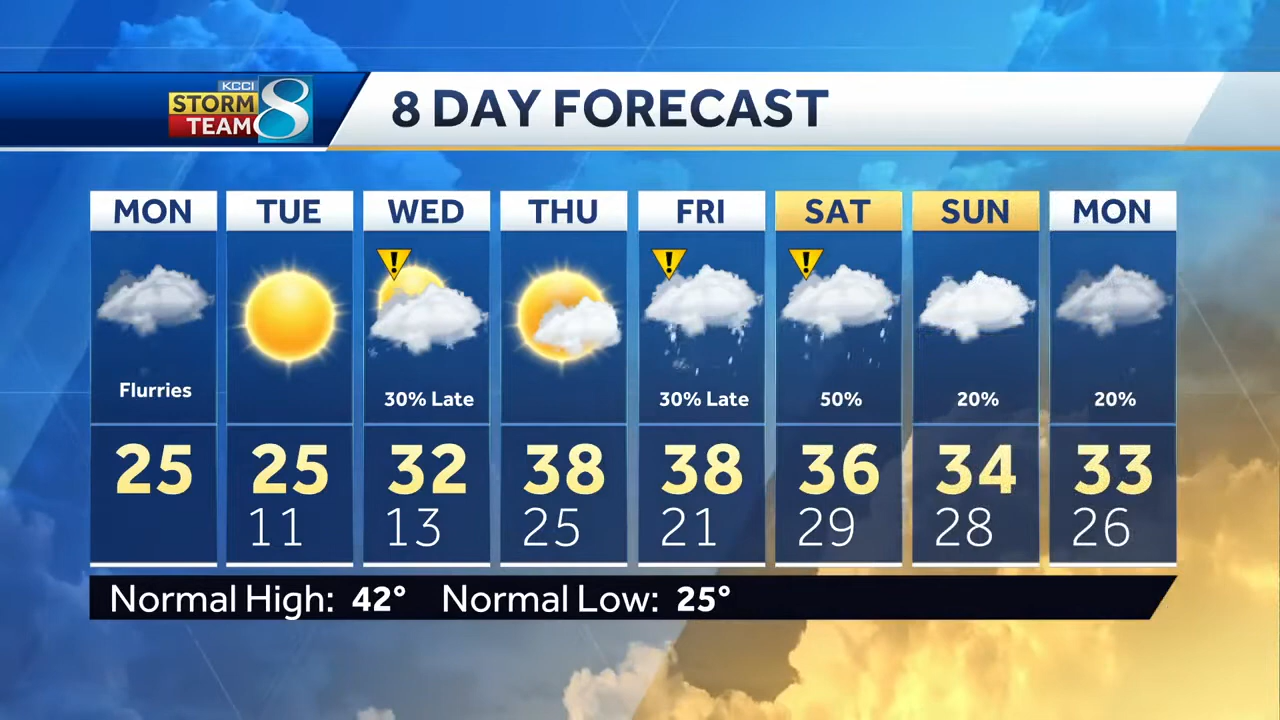 KCCI
STORM
TEAM
8
8 DAY FORECAST
MON
TUE
WED
THU
FRI
SAT
SUN
MON
!
!
!
Flurries
30% Late
30% Late
50%
20%
20%
25
25
32
38
38
36
34
33
11
13
25
21
29
28
26
Normal High: 42° Normal Low: 25°